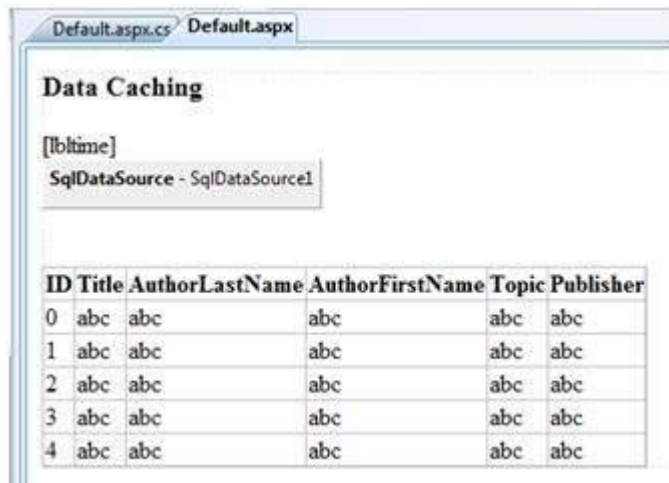 Default.aspx.cs Default.aspx
Data Caching
[lbltime]
SqlDataSource - SqlDataSource1
ID Title AuthorLastName AuthorFirstName Topic Publisher
0 abc abc abc abc abc
1 abc abc abc abc abc
2 abc abc abc abc abc
3 abc abc abc abc abc
4 abc abc abc abc abc